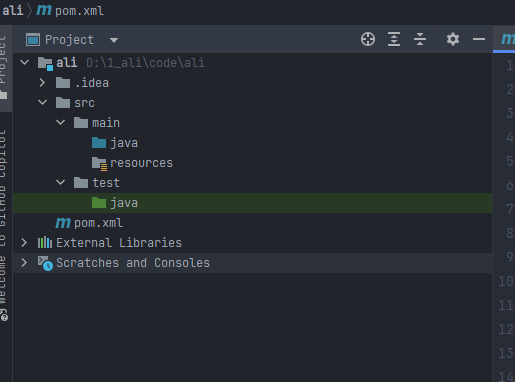 ali pom.xml
Project
ali D:\1_ali\code\ali
.idea
src
main
java
resources
test
java
pom.xml
External Libraries
Scratches and Consoles
Project
Welcome to GitHub Copilot
1
2
3
4
5
6
7
8
9
10
11
12
13
14